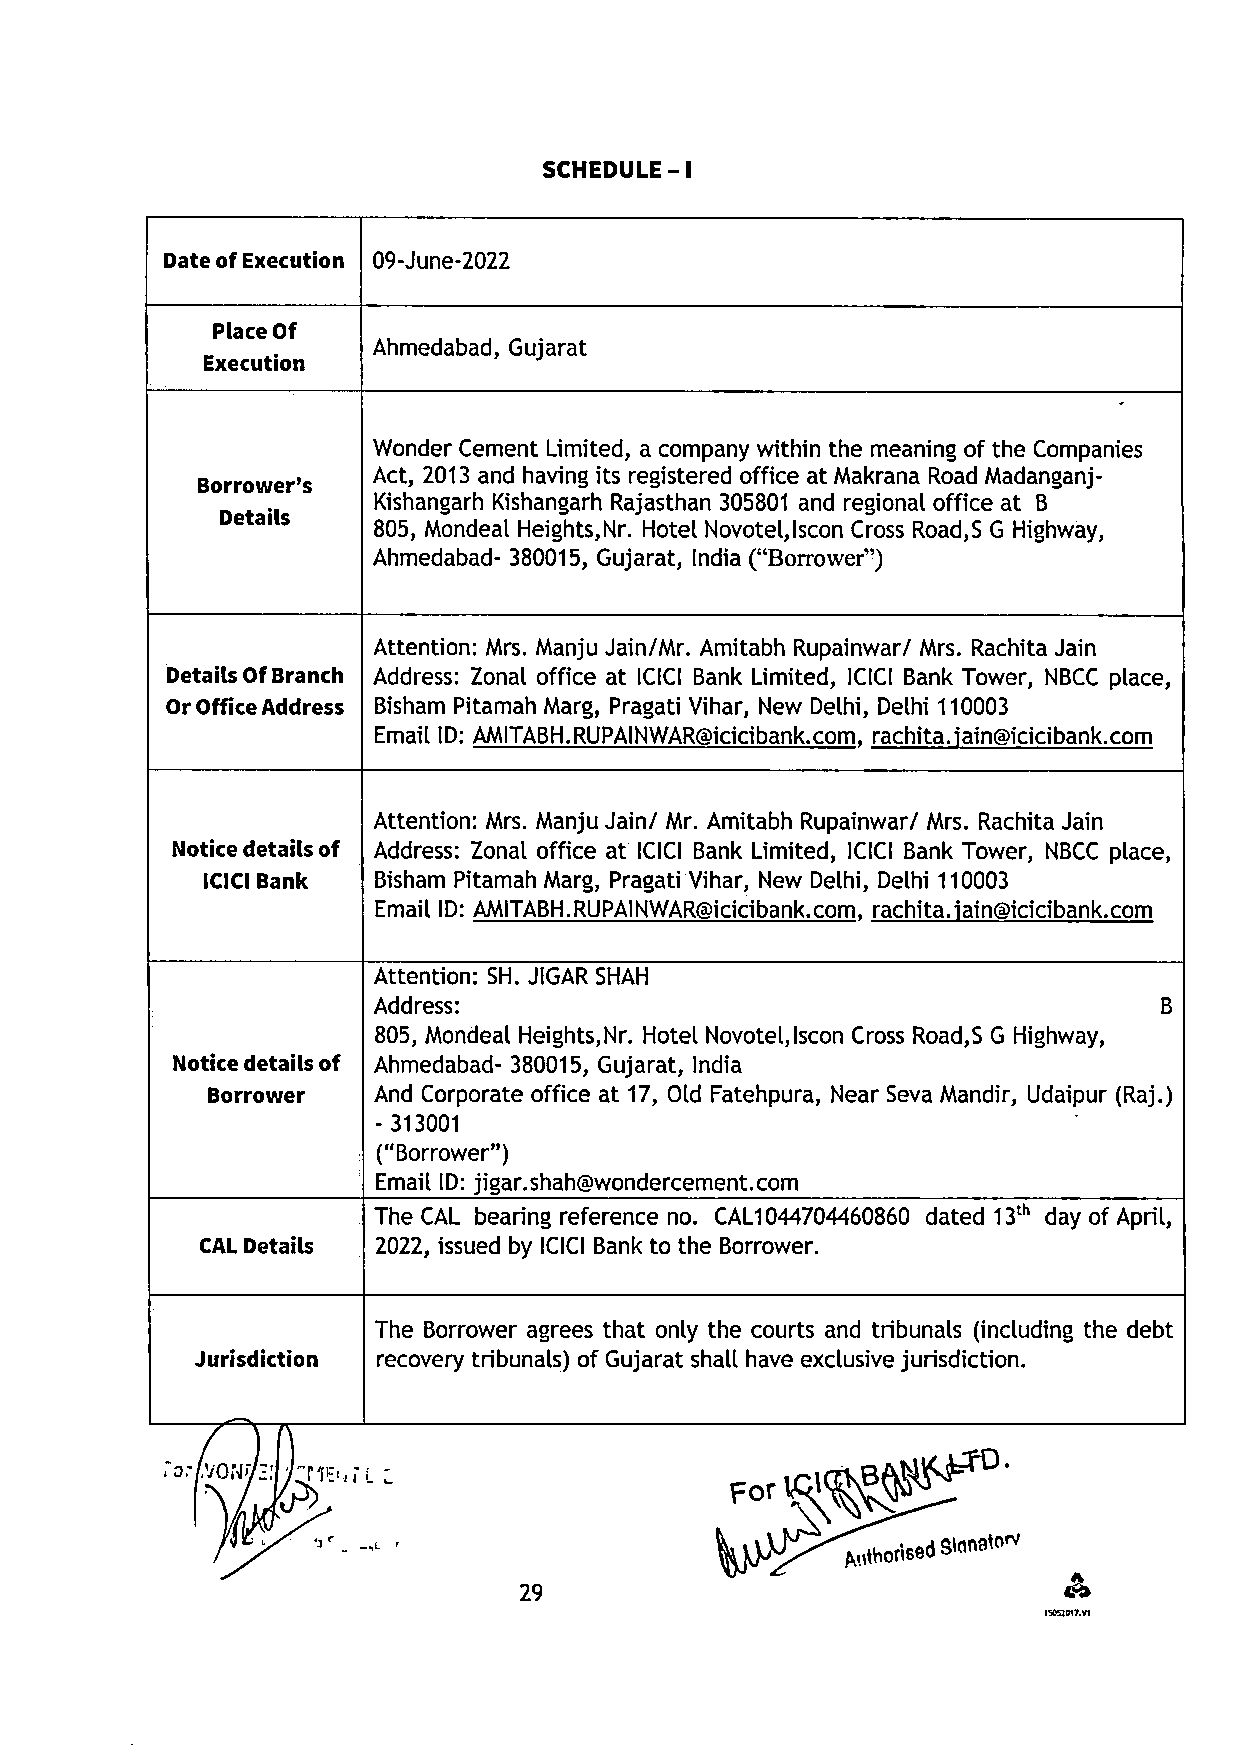 SCHEDULE – I
Date of Execution 09-June-2022
Place Of
Execution
Ahmedabad, Gujarat
Borrower's
Details
Wonder Cement Limited, a company within the meaning of the Companies
Act, 2013 and having its registered office at Makrana Road Madanganj-
Kishangarh Kishangarh Rajasthan 305801 and regional office at B
805, Mondeal Heights,Nr. Hotel Novotel,Iscon Cross Road,S G Highway,
Ahmedabad- 380015, Gujarat, India (“Borrower”)
Details Of Branch
Or Office Address
Attention: Mrs. Manju Jain/Mr. Amitabh Rupainwar/ Mrs. Rachita Jain
Address: Zonal office at ICICI Bank Limited, ICICI Bank Tower, NBCC place,
Bisham Pitamah Marg, Pragati Vihar, New Delhi, Delhi 110003
Email ID: AMITABH.RUPAINWAR@icicibank.com, rachita.jain@icicibank.com
Notice details of
ICICI Bank
Attention: Mrs. Manju Jain/ Mr. Amitabh Rupainwar/ Mrs. Rachita Jain
Address: Zonal office at ICICI Bank Limited, ICICI Bank Tower, NBCC place,
Bisham Pitamah Marg, Pragati Vihar, New Delhi, Delhi 110003
Email ID: AMITABH.RUPAINWAR@icicibank.com, rachita.jain@icicibank.com
Notice details of
Borrower
Attention: SH. JIGAR SHAH
Address: B
805, Mondeal Heights,Nr. Hotel Novotel,Iscon Cross Road,S G Highway,
Ahmedabad- 380015, Gujarat, India
And Corporate office at 17, Old Fatehpura, Near Seva Mandir, Udaipur (Raj.)
- 313001
(“Borrower”)
Email ID: jigar.shah@wondercement.com
CAL Details
The CAL bearing reference no. CAL1044704460860 dated 13th day of April,
2022, issued by ICICI Bank to the Borrower.
Jurisdiction
The Borrower agrees that only the courts and tribunals (including the debt
recovery tribunals) of Gujarat shall have exclusive jurisdiction.
For ICICI BANK LTD.
Authorised Signatory
29
15052017.V1